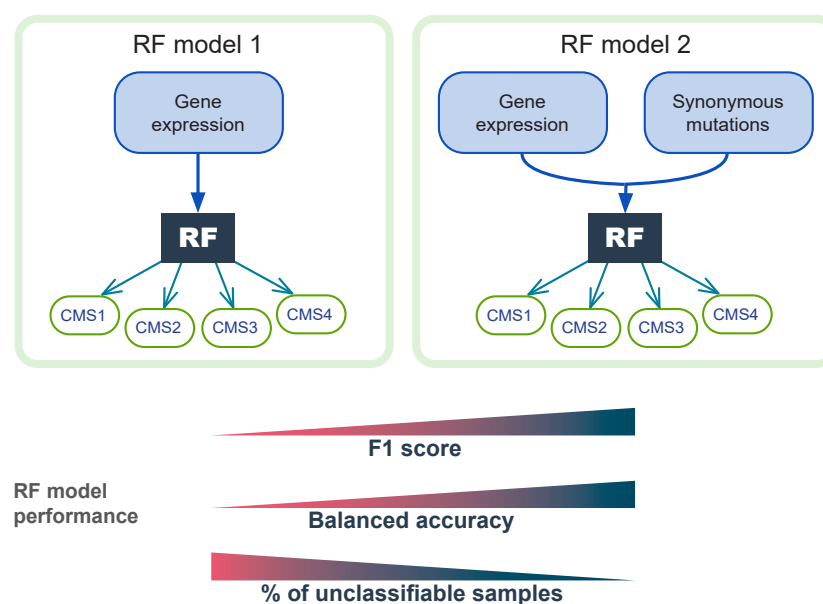 RF model 1
Gene
expression
RF
CMS1
CMS2
CMS3
CMS4
RF model 2
Gene
expression
Synonymous
mutations
RF
CMS1
CMS2
CMS3
CMS4
RF model
performance
F1 score
Balanced accuracy
% of unclassifiable samples